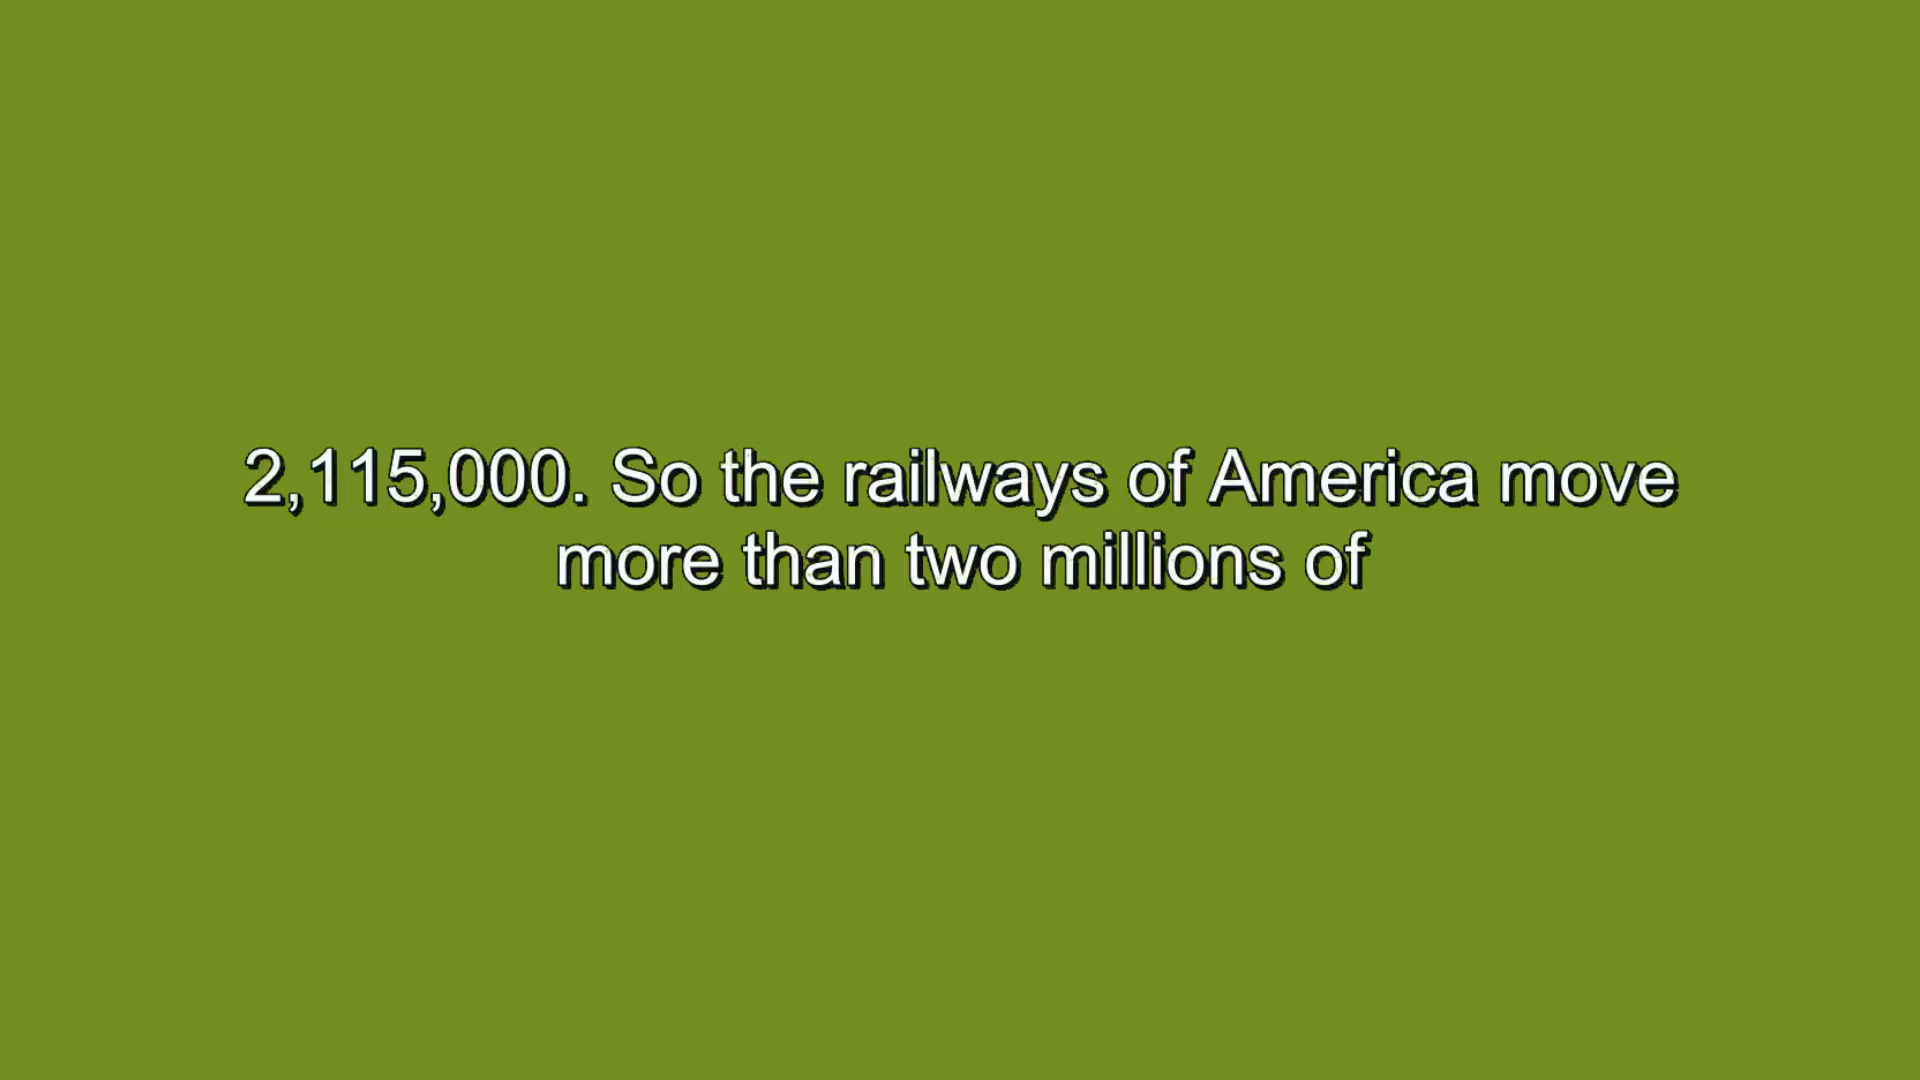 2,115,000. So the railways of America move
more than two millions of